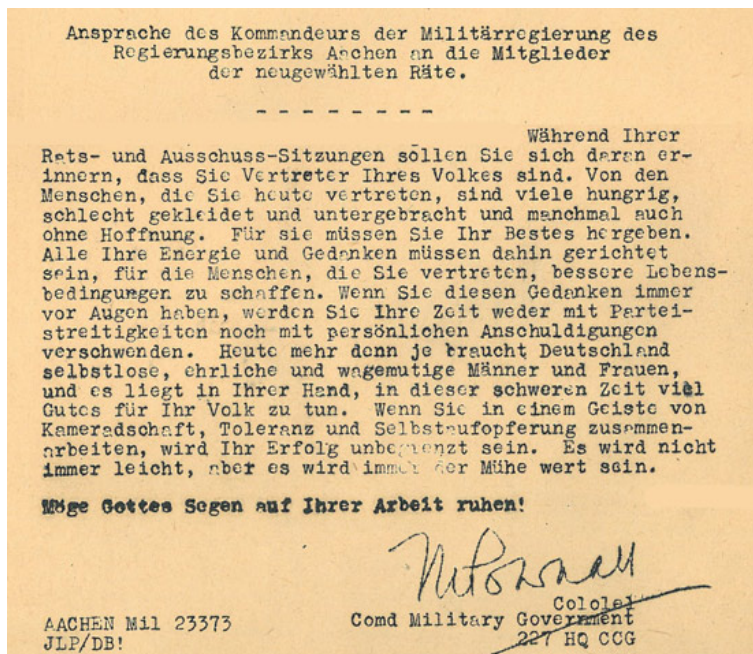 Ansprache des Kommandeurs der Militärregierung des
Regierungsbezirks Aachen an die Mitglieder
der neugewählten Räte.
- - - - - - - -
Während Ihrer
Rats- und Ausschuss-Sitzungen sollen Sie sich daran er-
innern, dass Sie Vertreter Ihres Volkes sind. Von den
Menschen, die Sie heute vertreten, sind viele hungrig,
schlecht gekleidet und untergebracht und manchmal auch
ohne Hoffnung. Für sie müssen Sie Ihr Bestes hergeben.
Alle Ihre Energie und Gedanken müssen dahin gerichtet
sein, für die Menschen, die Sie vertreten, bessere Lebens-
bedingungen zu schaffen. Wenn Sie diesen Gedanken immer
vor Augen haben, werden Sie Ihre Zeit weder mit Partei-
streitigkeiten noch mit persönlichen Anschuldigungen
verschwenden. Heute mehr denn je braucht Deutschland
selbstlose, ehrliche und wagemutige Männer und Frauen,
und es liegt in Ihrer Hand, in dieser schweren Zeit viel
Gutes für Ihr Volk zu tun. Wenn Sie in einem Geiste von
Kameradschaft, Toleranz und Selbstaufopferung zusammen-
arbeiten, wird Ihr Erfolg unbegrenzt sein. Es wird nicht
immer leicht, aber es wird immer der Mühe wert sein.
Möge Gottes Segen auf Ihrer Arbeit ruhen!
Cololel
AACHEN Mil 23373 Comd Military Government
JLP/DB! 227 HQ CCG